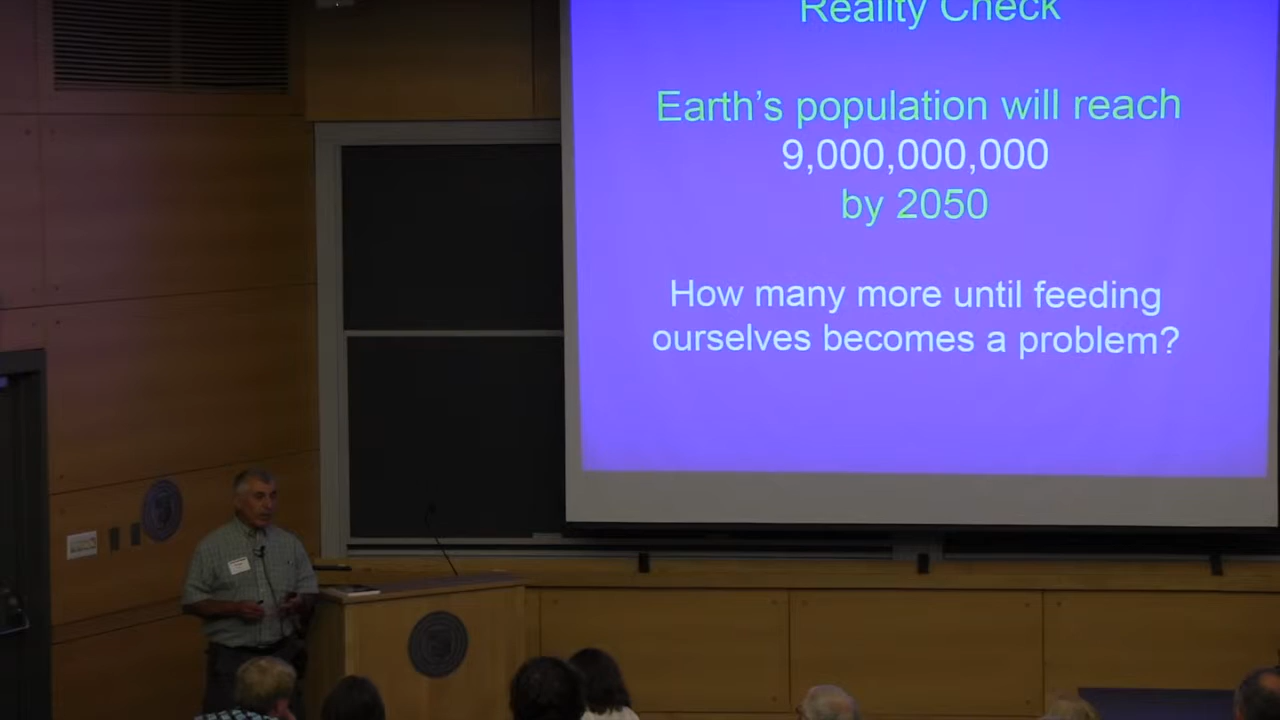 Reality Check
Earth's population will reach
9,000,000,000
by 2050
How many more until feeding
ourselves becomes a problem?